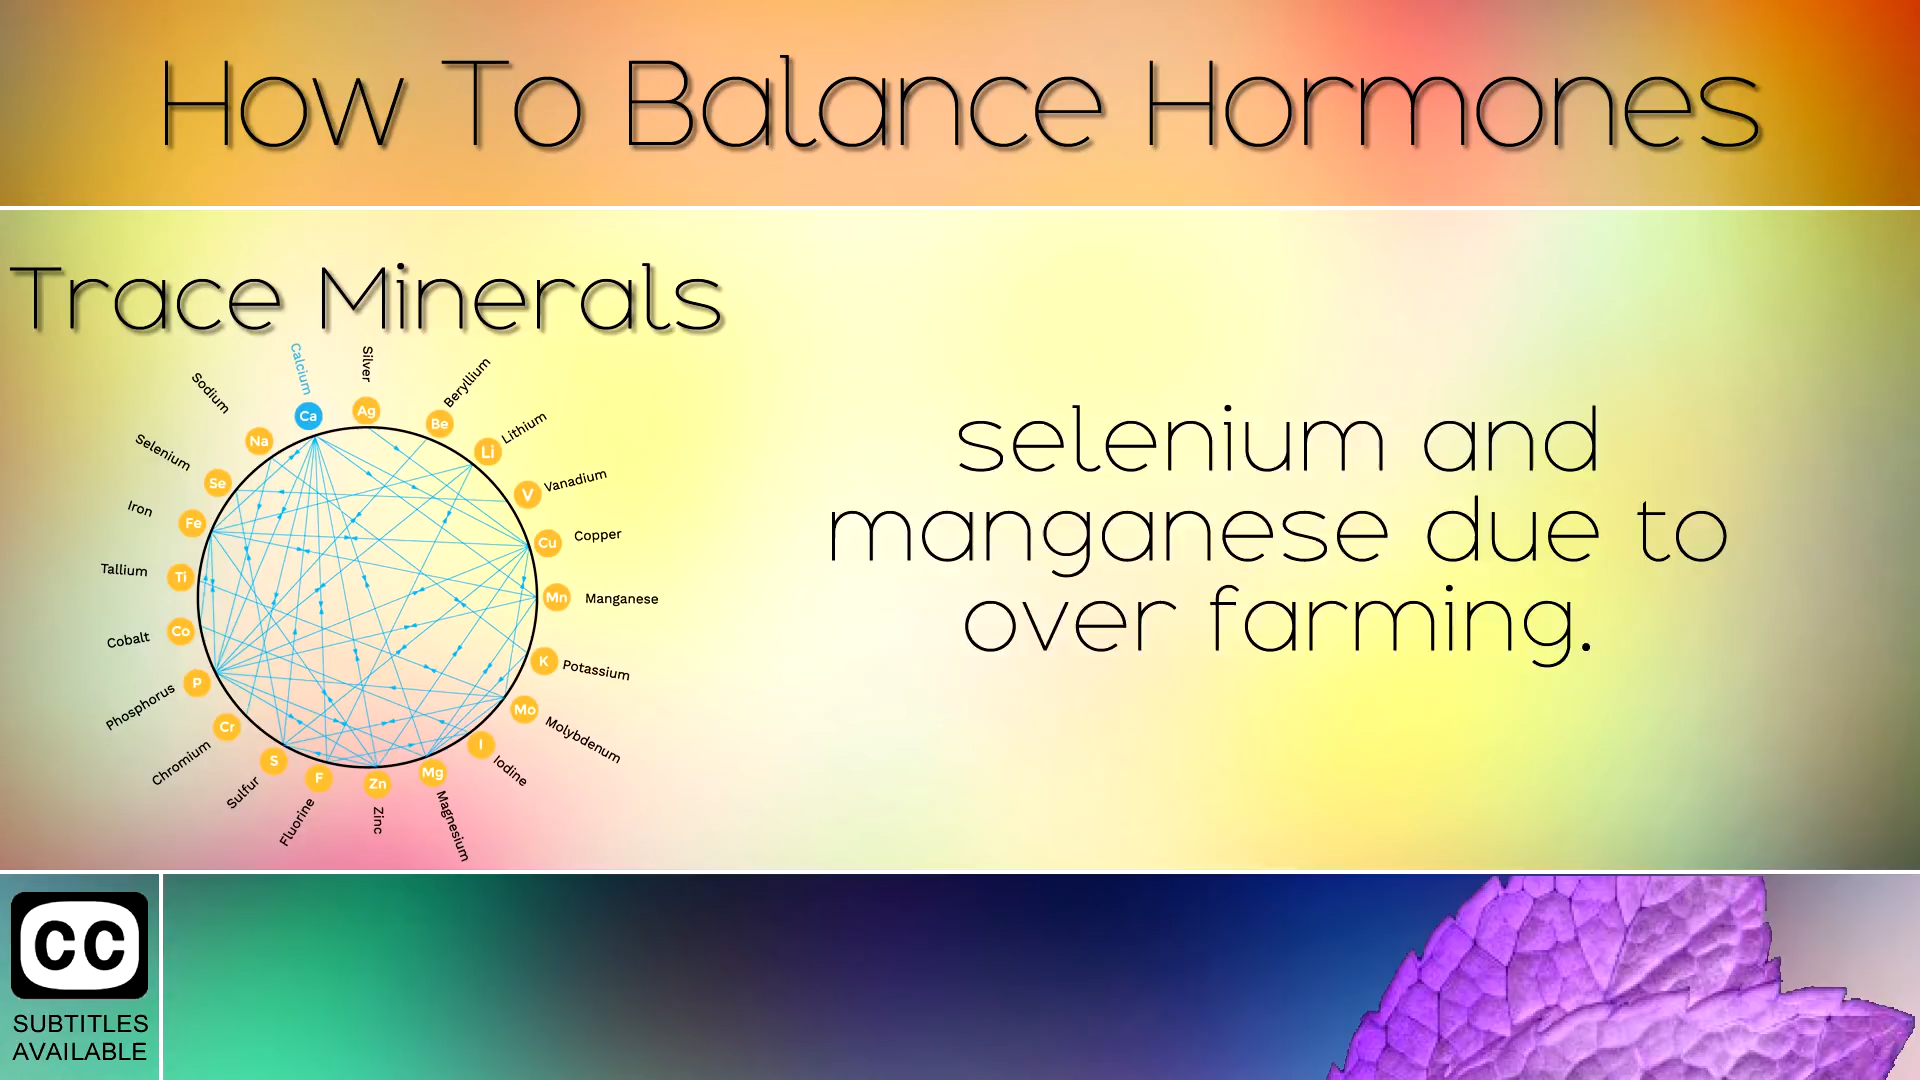 How To Balance Hormones
Trace Minerals
selenium and
manganese due to
over farming.
Calcium
Ca
Silver
Ag
Beryllium
Be
Lithium
Li
Vanadium
V
Copper
Cu
Manganese
Mn
Potassium
K
Molybdenum
Mo
Iodine
I
Magnesium
Mg
Zinc
Zn
Fluorine
F
Sulfur
S
Chromium
Cr
Phosphorus
P
Cobalt
Co
Tallium
Ti
Iron
Fe
Selenium
Se
Sodium
Na
CC
SUBTITLES
AVAILABLE